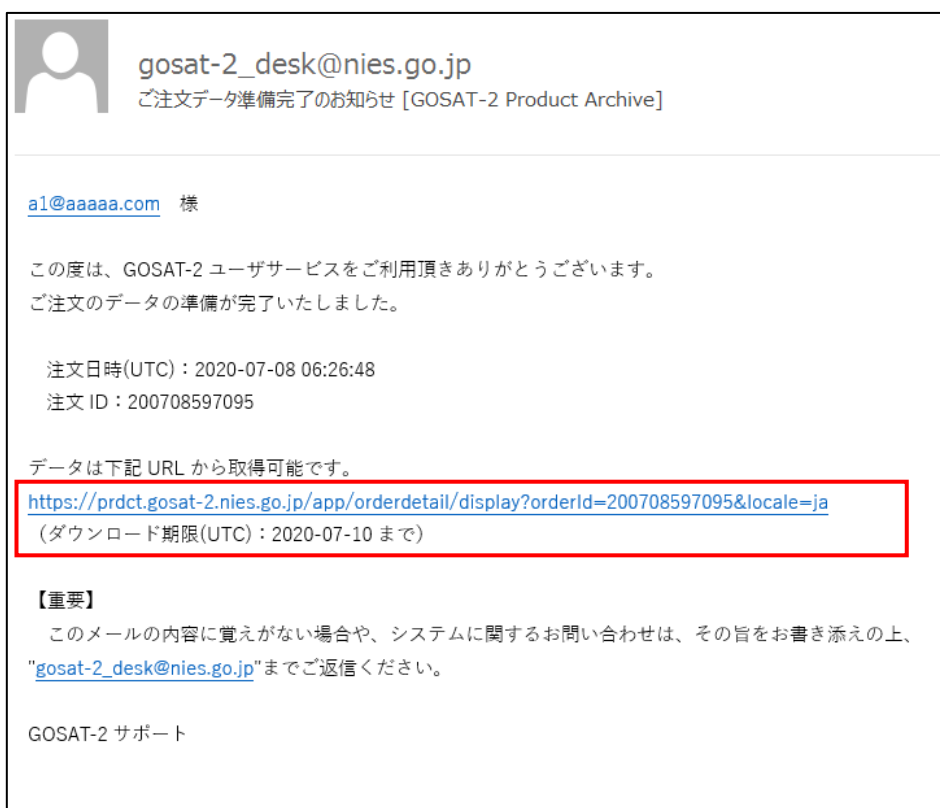 gosat-2_desk@nies.go.jp
ご注文データ準備完了のお知らせ [GOSAT-2 Product Archive]
a1@aaaaa.com 様
この度は、GOSAT-2 ユーザサービスをご利用頂きありがとうございます。
ご注文のデータの準備が完了いたしました。
注文日時(UTC)：2020-07-08 06:26:48
注文 ID：200708597095
データは下記 URL から取得可能です。
https://prdct.gosat-2.nies.go.jp/app/orderdetail/display?orderId=200708597095&locale=ja
（ダウンロード期限(UTC)：2020-07-10 まで）
【重要】
このメールの内容に覚えがない場合や、システムに関するお問い合わせは、その旨をお書き添えの上、
"gosat-2_desk@nies.go.jp"までご返信ください。
GOSAT-2 サポート